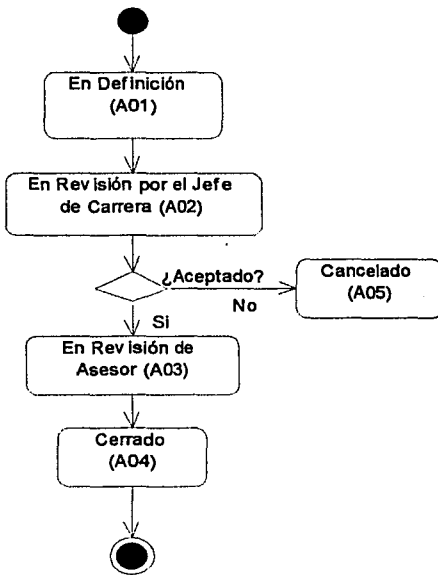 En Definición
(A01)
En Revisión por el Jefe
de Carrera (A02)
¿Aceptado?
No
Si
Cancelado
(A05)
En Revisión de
Asesor (A03)
Cerrado
(A04)